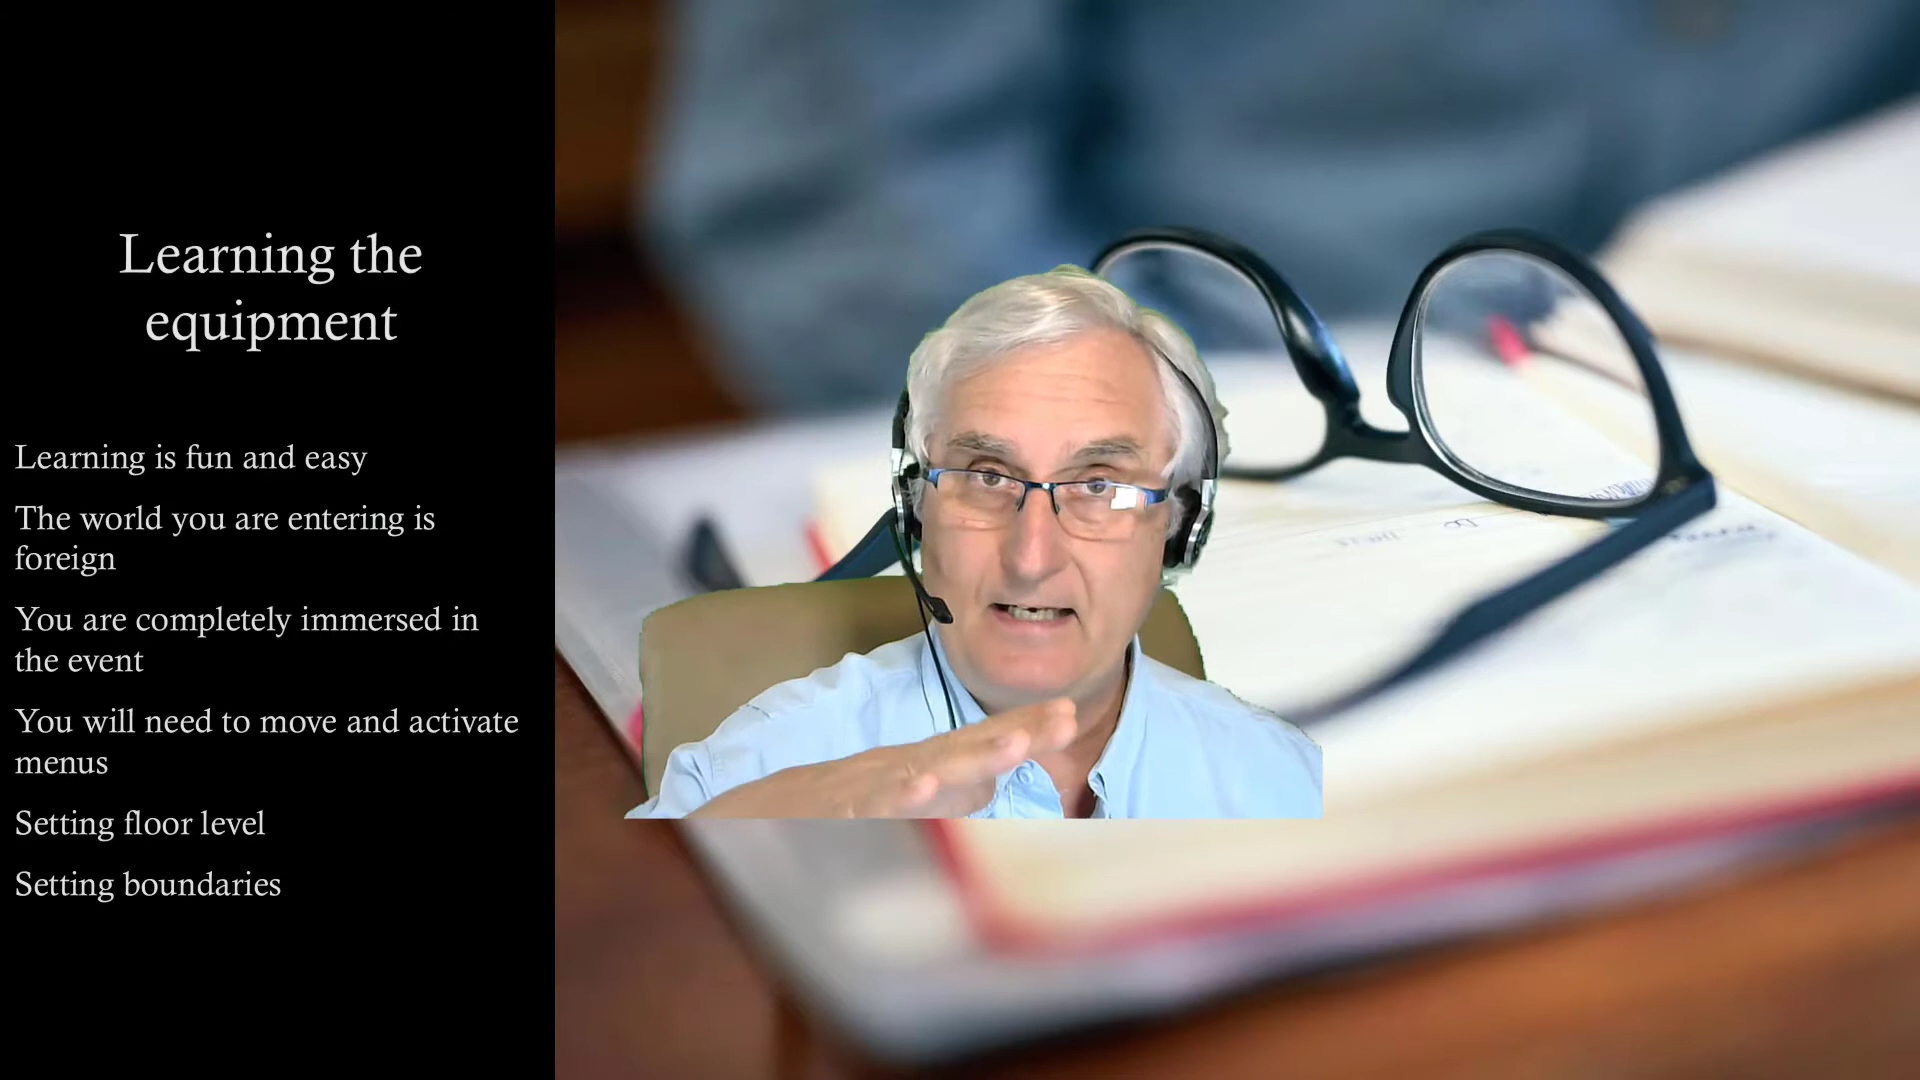 Learning the
equipment
Learning is fun and easy
The world you are entering is
foreign
You are completely immersed in
the event
You will need to move and activate
menus
Setting floor level
Setting boundaries